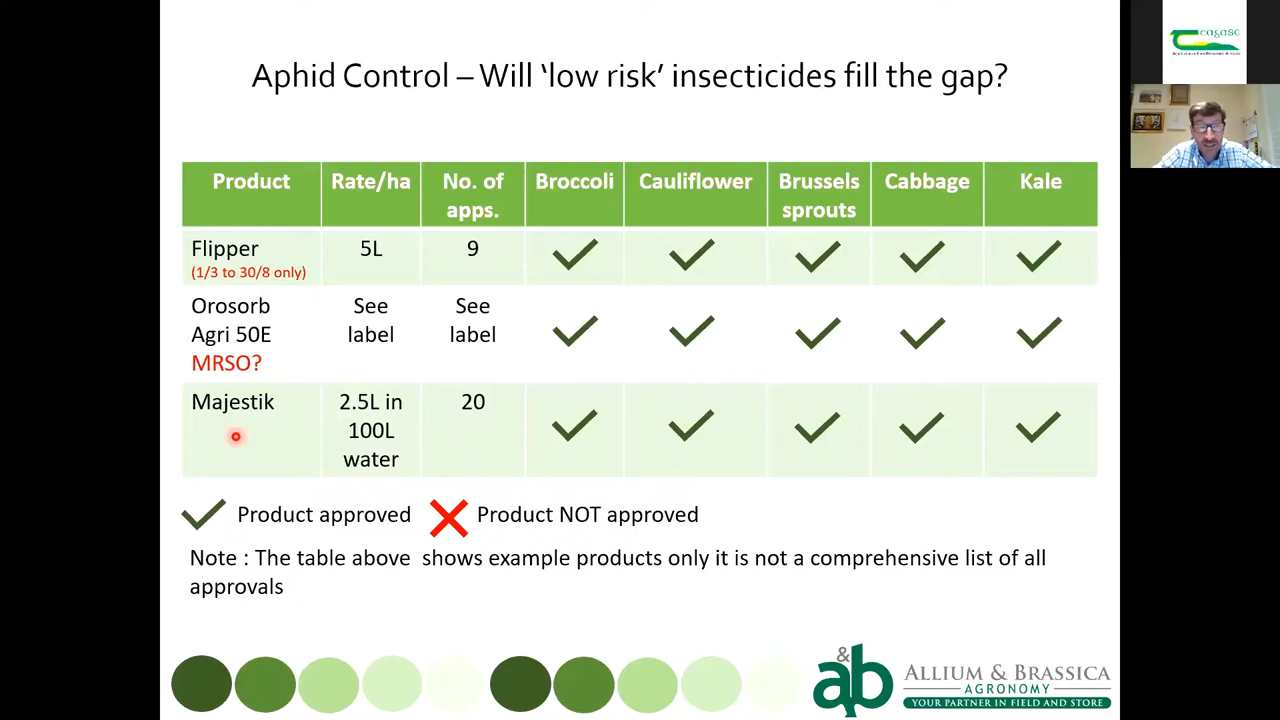 Aphid Control – Will ‘low risk’ insecticides fill the gap?
Product Rate/ha No. of apps. Broccoli Cauliflower Brussels sprouts Cabbage Kale
Flipper 5L 9
(1/3 to 30/8 only)
Orosorb See See
Agri 50E label label
MRSO?
Majestik 2.5L in 20
100L
water
Product approved Product NOT approved
Note : The table above shows example products only it is not a comprehensive list of all
approvals
&
a&b ALLIUM & BRASSICA
AGRONOMY
YOUR PARTNER IN FIELD AND STORE
eagasc